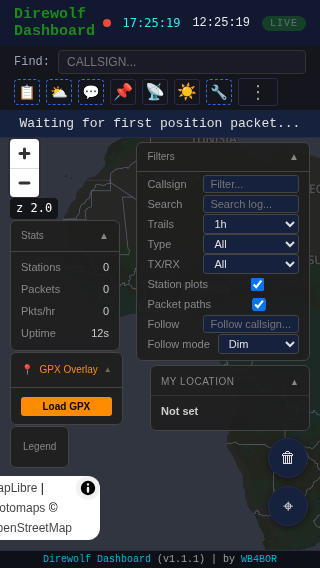 Direwolf
Dashboard
17:25:19 12:25:19 LIVE
Find: CALLSIGN...
Waiting for first position packet...
z 2.0
Filters
Callsign Filter...
Search Search log...
Trails 1h
Type All
TX/RX All
Station plots
Packet paths
Follow Follow callsign...
Follow mode Dim
Stats
Stations 0
Packets 0
Pkts/hr 0
Uptime 12s
GPX Overlay
Load GPX
MY LOCATION
Not set
Legend
apLibre |
otomaps ©
penStreetMap
Direwolf Dashboard (v1.1.1) | by WB4BOR